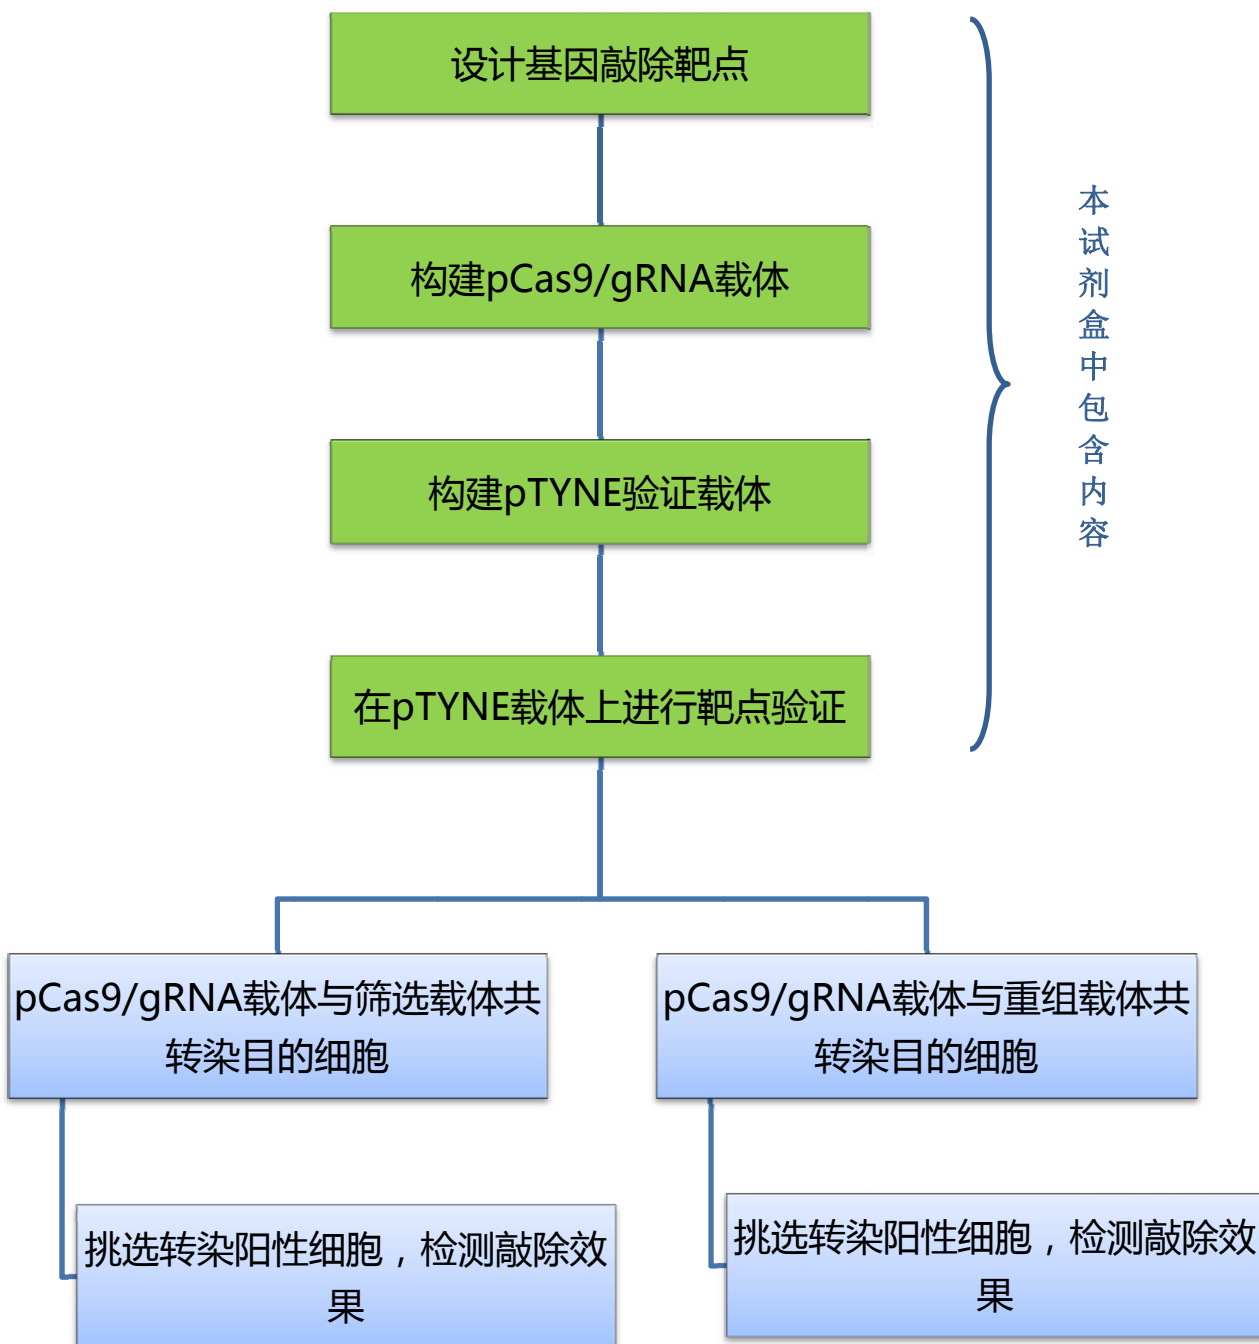 设计基因敲除靶点
构建pCas9/gRNA载体
构建pTYNE验证载体
在pTYNE载体上进行靶点验证
本试剂盒中包含内容
pCas9/gRNA载体与筛选载体共
转染目的细胞
pCas9/gRNA载体与重组载体共
转染目的细胞
挑选转染阳性细胞，检测敲除效
果
挑选转染阳性细胞，检测敲除效
果